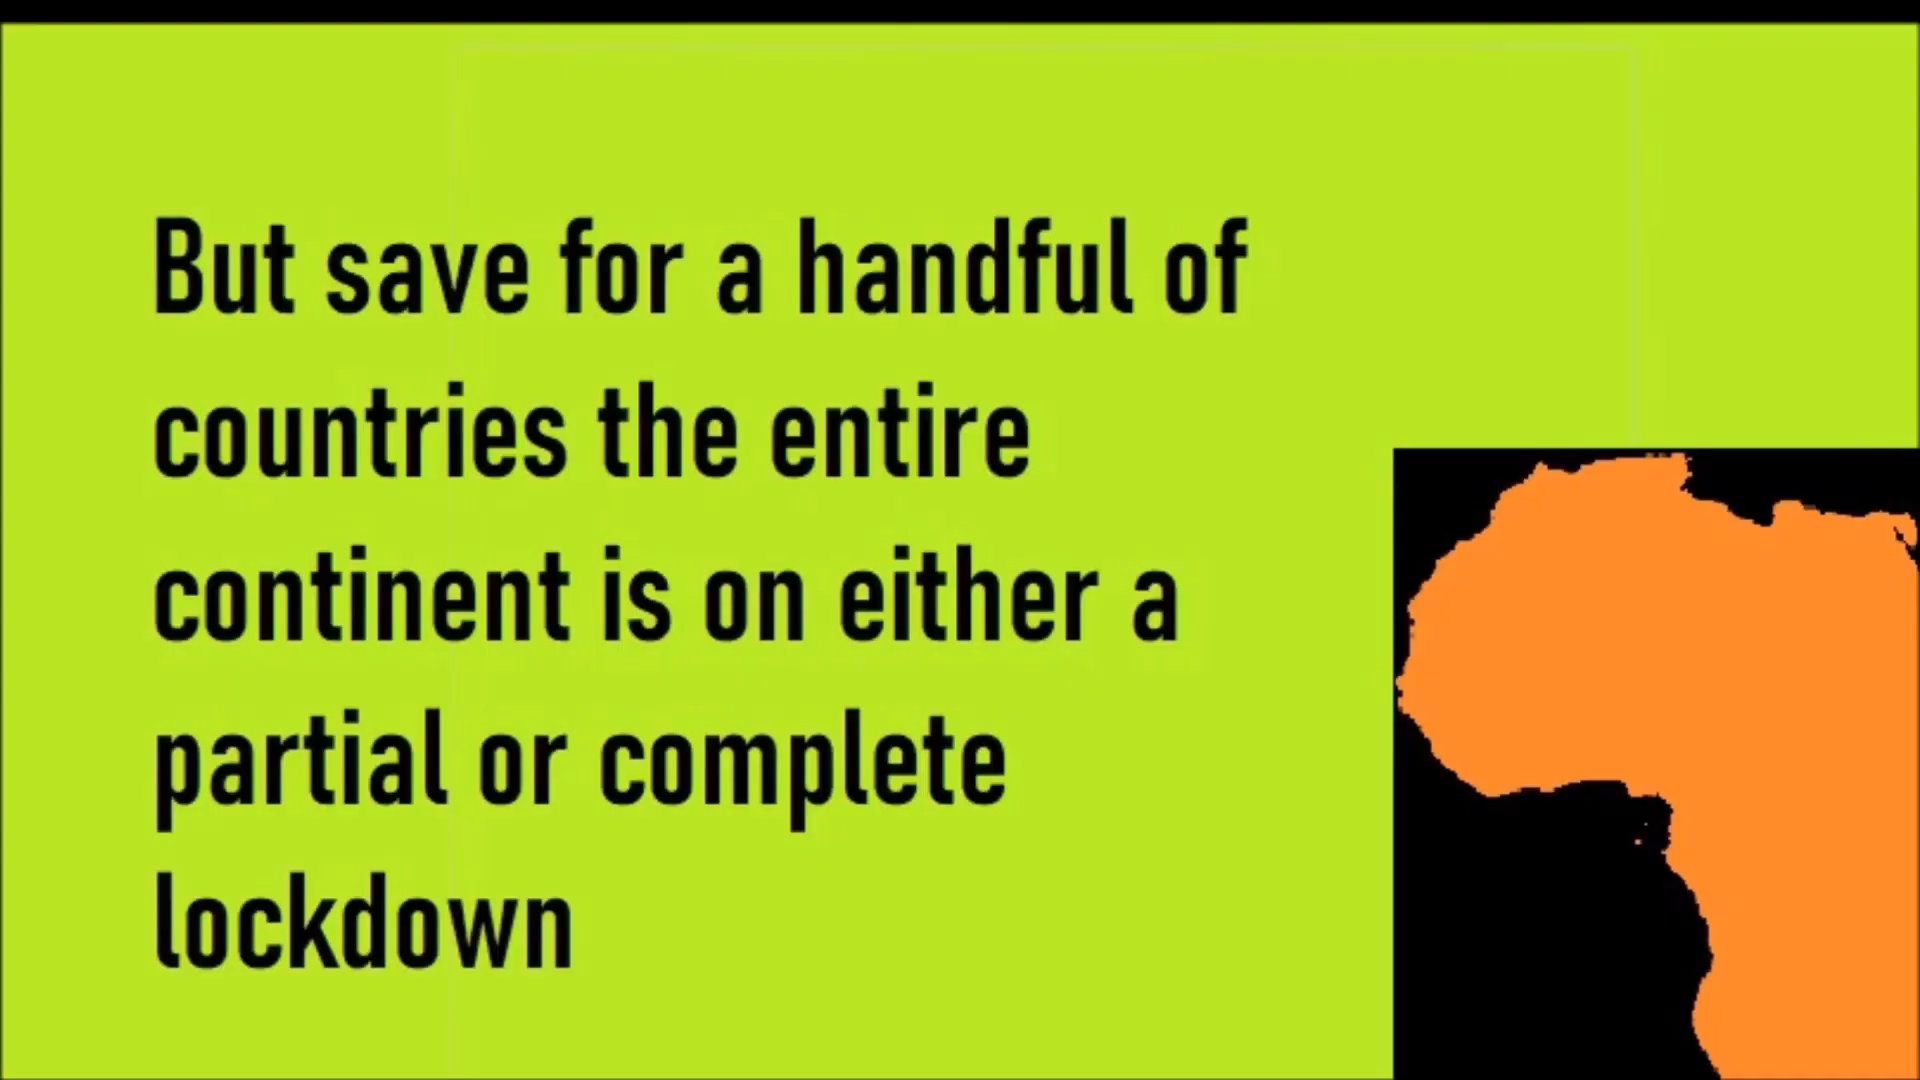 But save for a handful of
countries the entire
continent is on either a
partial or complete
lockdown